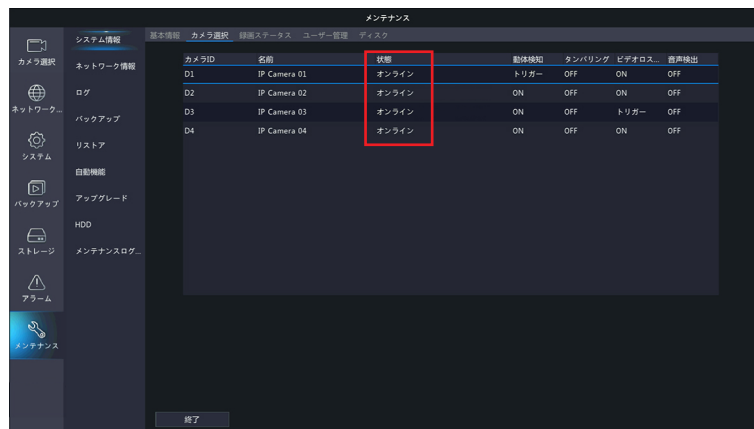 メンテナンス
カメラ選択
ネットワーク...
システム
バックアップ
ストレージ
アラーム
メンテナンス
システム情報
ネットワーク情報
ログ
バックアップ
リストア
自動機能
アップグレード
HDD
メンテナンスログ...
基本情報 カメラ選択 録画ステータス ユーザー管理 ディスク
カメラID 名前 状態 動体検知 タンパリング ビデオロス... 音声検出
D1 IP Camera 01 オンライン トリガー OFF ON OFF
D2 IP Camera 02 オンライン ON OFF ON OFF
D3 IP Camera 03 オンライン ON OFF トリガー OFF
D4 IP Camera 04 オンライン ON OFF ON OFF
終了